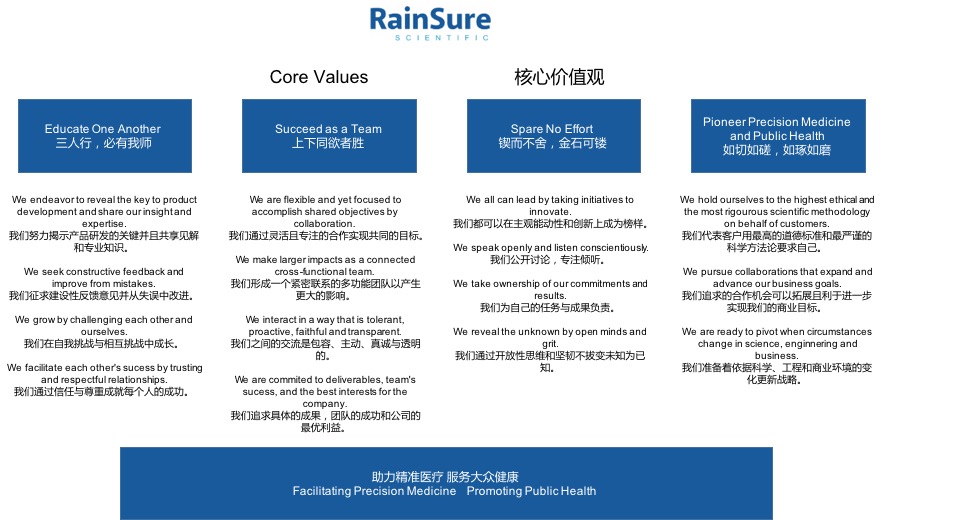 RainSure
SCIENTIFIC
Core Values
核心价值观
Educate One Another
三人行，必有我师
We endeavor to reveal the key to product
development and share our insight and
expertise.
我们努力揭示产品研发的关键并且共享见解
和专业知识。
We seek constructive feedback and
improve from mistakes.
我们征求建设性反馈意见并从失误中改进。
We grow by challenging each other and
ourselves.
我们在自我挑战与相互挑战中成长。
We facilitate each other's sucess by trusting
and respectful relationships.
我们通过信任与尊重成就每个人的成功。
Succeed as a Team
上下同欲者胜
We are flexible and yet focused to
accomplish shared objectives by
collaboration.
我们通过灵活且专注的合作实现共同的目标。
We make larger impacts as a connected
cross-functional team.
我们形成一个紧密联系的多功能团队以产生
更大的影响。
We interact in a way that is tolerant,
proactive, faithful and transparent.
我们之间的交流是包容、主动、真诚与透明
的。
We are commited to deliverables, team's
sucess, and the best interests for the
company.
我们追求具体的成果，团队的成功和公司的
最优利益。
Spare No Effort
锲而不舍，金石可镂
We all can lead by taking initiatives to
innovate.
我们都可以在主观能动性和创新上成为榜样。
We speak openly and listen conscientiously.
我们公开讨论，专注倾听。
We take ownership of our commitments and
results.
我们为自己的任务与成果负责。
We reveal the unknown by open minds and
grit.
我们通过开放性思维和坚韧不拔变未知为已
知。
Pioneer Precision Medicine
and Public Health
如切如磋，如琢如磨
We hold ourselves to the highest ethical and
the most rigourous scientific methodology
on behalf of customers.
我们代表客户用最高的道德标准和最严谨的
科学方法论要求自己。
We pursue collaborations that expand and
advance our business goals.
我们追求的合作机会可以拓展且利于进一步
实现我们的商业目标。
We are ready to pivot when circumstances
change in science, enginnering and
business.
我们准备着依据科学、工程和商业环境的变
化更新战略。
助力精准医疗 服务大众健康
Facilitating Precision Medicine Promoting Public Health